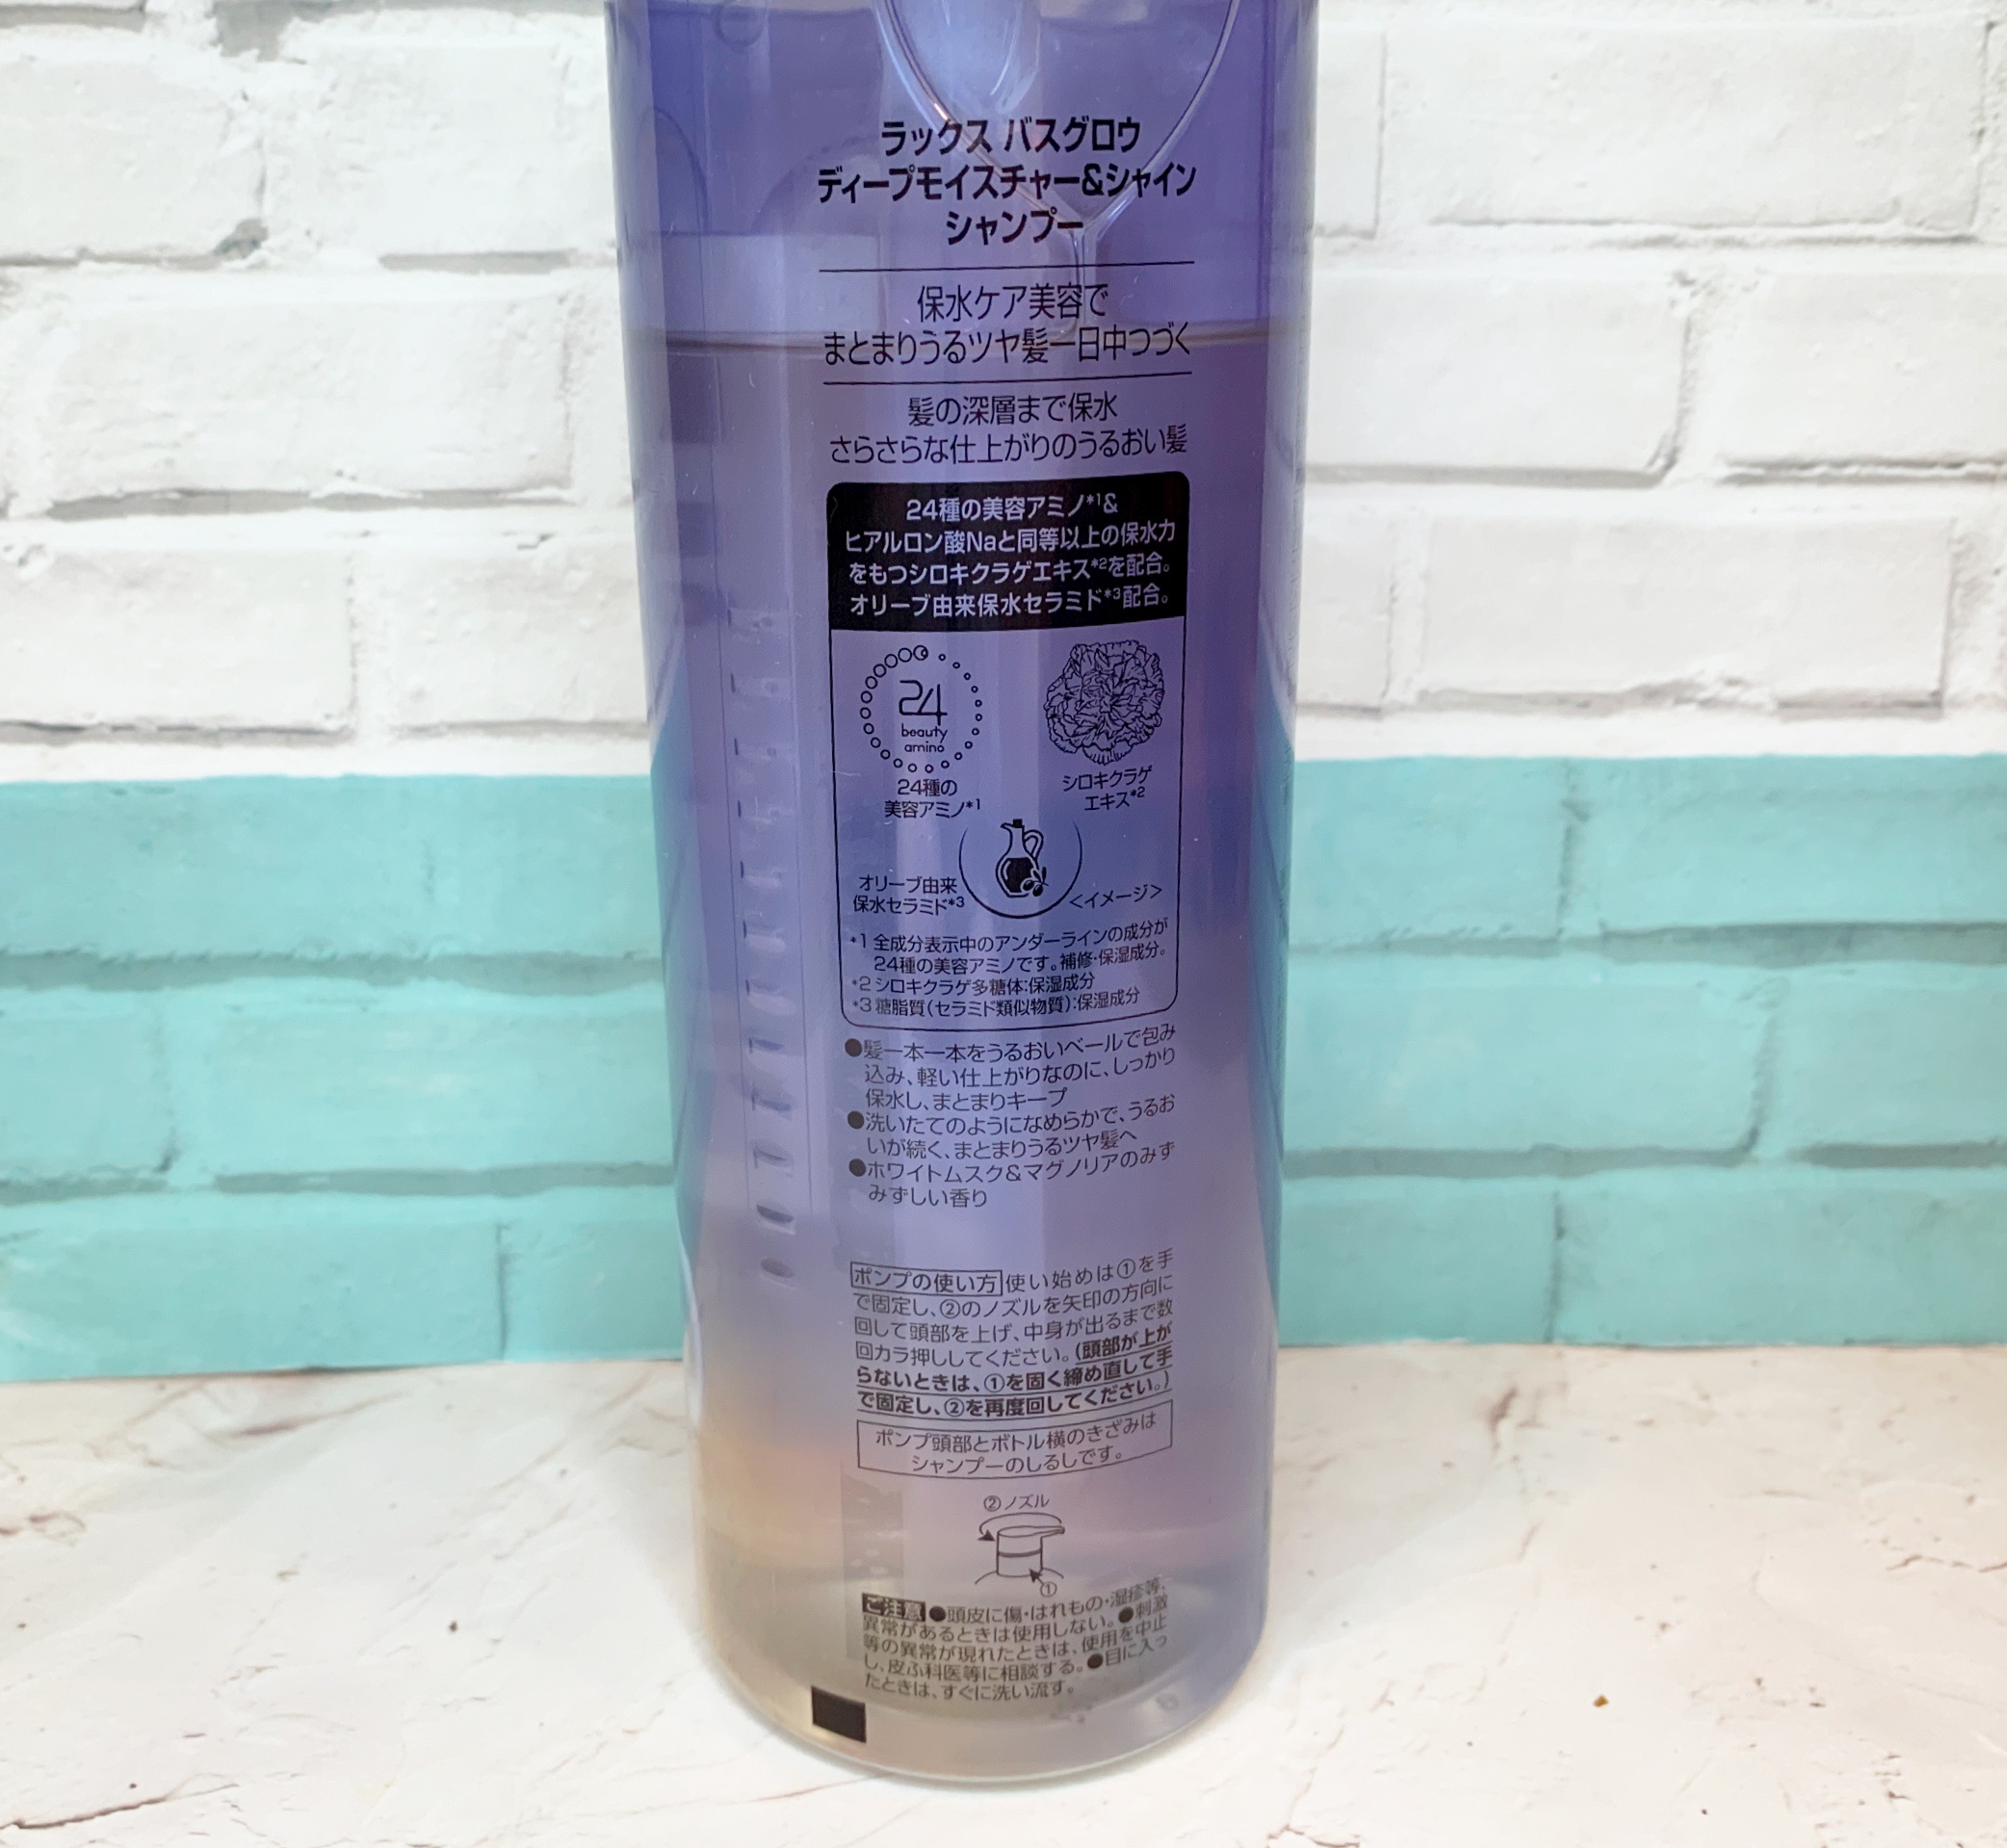 ラックス バスグロウ
ディープモイスチャー&シャイン
シャンプー
保水ケア美容で
まとまりうるツヤ髪一日中つづく
髪の深層まで保水
さらさらな仕上がりのうるおい髪
24種の美容アミノ*1&
ヒアルロン酸Naと同等以上の保水力
をもつシロキクラゲエキス*2を配合。
オリーブ由来保水セラミド*3配合。
24
beauty
amino
24種の
美容アミノ*1
シロキクラゲ
エキス*2
オリーブ由来
保水セラミド*3
<イメージ>
*1 全成分表示中のアンダーラインの成分が
24種の美容アミノです。補修・保湿成分。
*2 シロキクラゲ多糖体:保湿成分
*3 糖脂質(セラミド類似物質):保湿成分
●髪一本一本をうるおいベールで包み
込み、軽い仕上がりなのに、しっかり
保水し、まとまりキープ
●洗いたてのようになめらかで、うるお
いが続く、まとまりうるツヤ髪へ
●ホワイトムスク&マグノリアのみず
みずしい香り
ポンプの使い方 使い始めは①を手
で固定し、②のノズルを矢印の方向に
回して頭部を上げ、中身が出るまで数
回カラ押ししてください。(頭部が上が
らないときは、①を固く締め直して手
で固定し、②を再度回してください。)
ポンプ頭部とボトル横のきざみは
シャンプーのしるしです。
②ノズル
①
ご注意 ●頭皮に傷・はれもの・湿疹等、
異常があるときは使用しない。●刺激
等の異常が現れたときは、使用を中止
し、皮ふ科医等に相談する。●目に入っ
たときは、すぐに洗い流す。